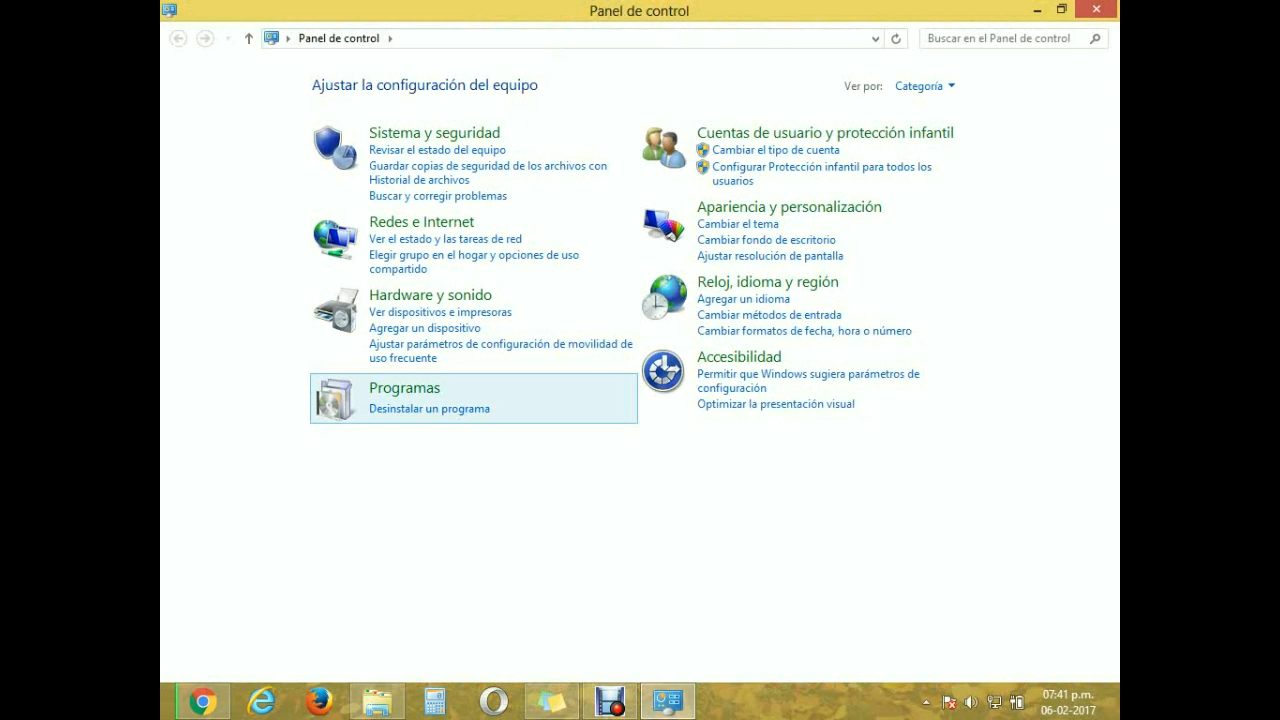 Panel de control
Panel de control
Buscar en el Panel de control
Ajustar la configuración del equipo
Ver por: Categoría
Sistema y seguridad
Revisar el estado del equipo
Guardar copias de seguridad de los archivos con
Historial de archivos
Buscar y corregir problemas
Redes e Internet
Ver el estado y las tareas de red
Elegir grupo en el hogar y opciones de uso
compartido
Hardware y sonido
Ver dispositivos e impresoras
Agregar un dispositivo
Ajustar parámetros de configuración de movilidad de
uso frecuente
Programas
Desinstalar un programa
Cuentas de usuario y protección infantil
Cambiar el tipo de cuenta
Configurar Protección infantil para todos los
usuarios
Apariencia y personalización
Cambiar el tema
Cambiar fondo de escritorio
Ajustar resolución de pantalla
Reloj, idioma y región
Agregar un idioma
Cambiar métodos de entrada
Cambiar formatos de fecha, hora o número
Accesibilidad
Permitir que Windows sugiera parámetros de
configuración
Optimizar la presentación visual
07:41 p.m.
06-02-2017